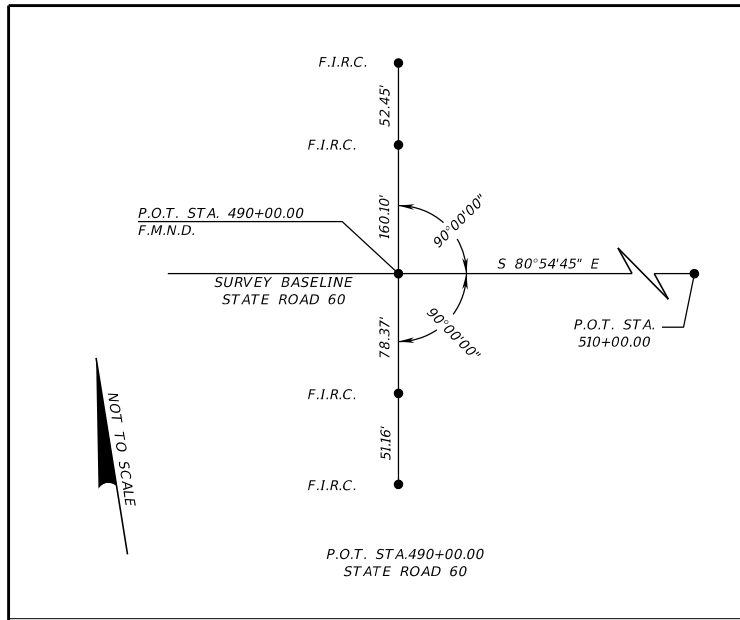 F.I.R.C.
52.45'
F.I.R.C.
160.10'
90°00'00"
P.O.T. STA. 490+00.00
F.M.N.D.
S 80°54'45" E
SURVEY BASELINE
STATE ROAD 60
90°00'00"
78.37'
P.O.T. STA.
510+00.00
F.I.R.C.
NOT TO SCALE
51.16'
F.I.R.C.
P.O.T. STA.490+00.00
STATE ROAD 60